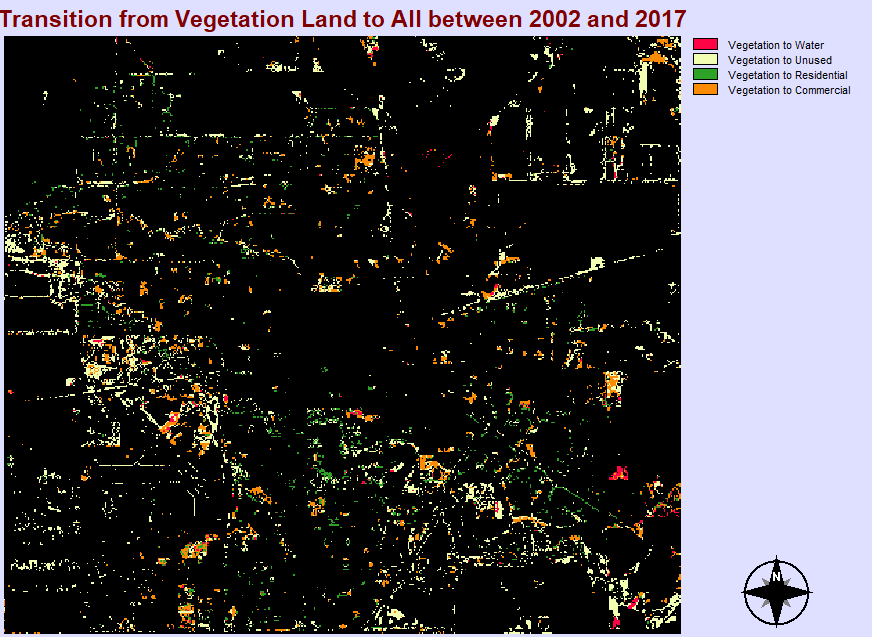 Transition from Vegetation Land to All between 2002 and 2017
Vegetation to Water
Vegetation to Unused
Vegetation to Residential
Vegetation to Commercial
N